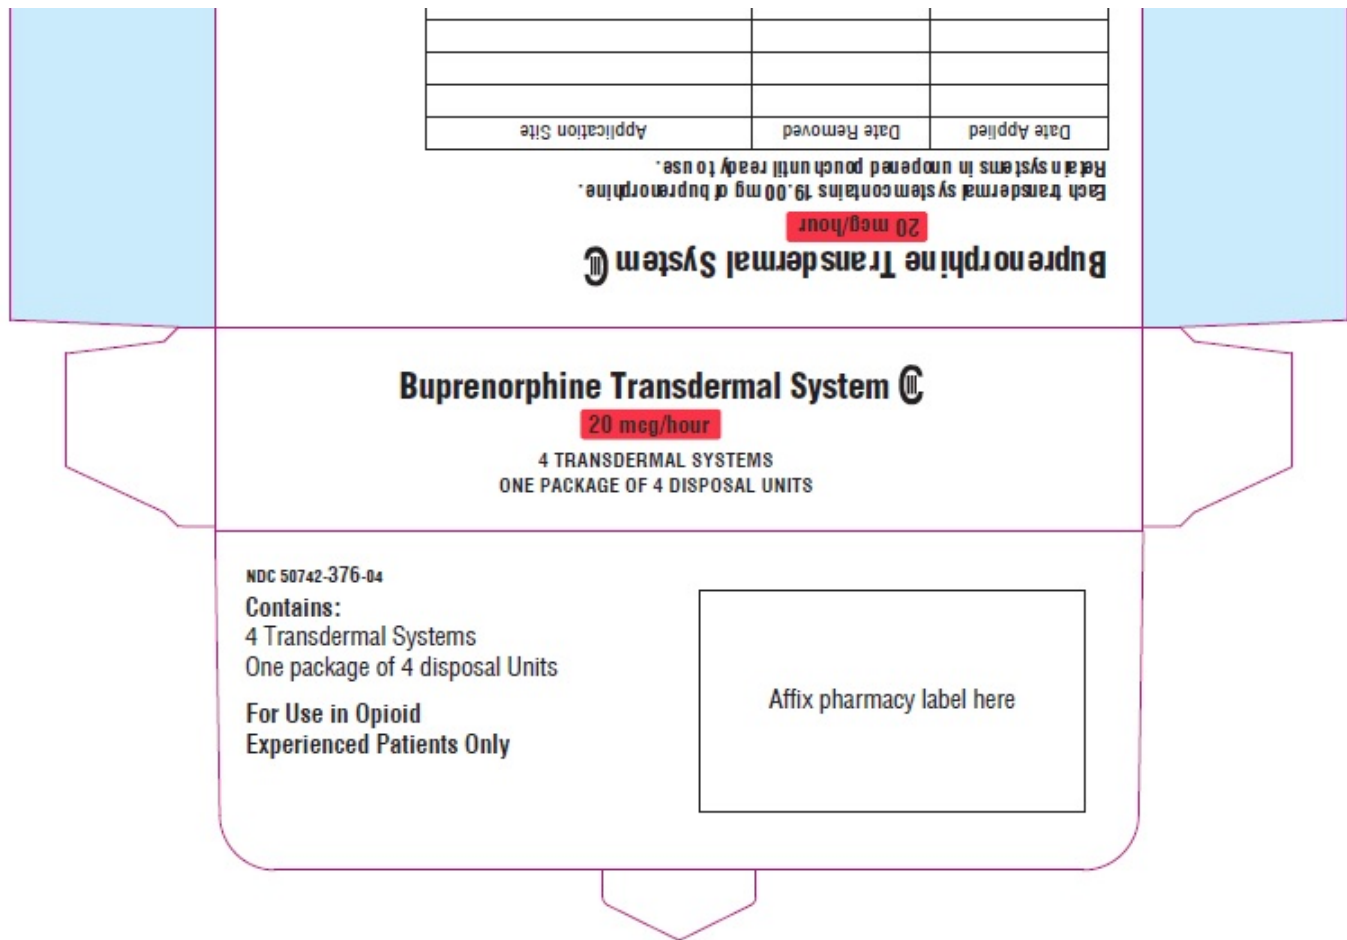 Buprenorphine Transdermal System CIII
20 mcg/hour
Each transdermal system contains 19.00 mg of buprenorphine.
Retain systems in unopened pouch until ready to use.
Date Applied Date Removed Application Site
Buprenorphine Transdermal System CIII
20 mcg/hour
4 TRANSDERMAL SYSTEMS
ONE PACKAGE OF 4 DISPOSAL UNITS
NDC 50742-376-04
Contains:
4 Transdermal Systems
One package of 4 disposal Units
For Use in Opioid
Experienced Patients Only
Affix pharmacy label here